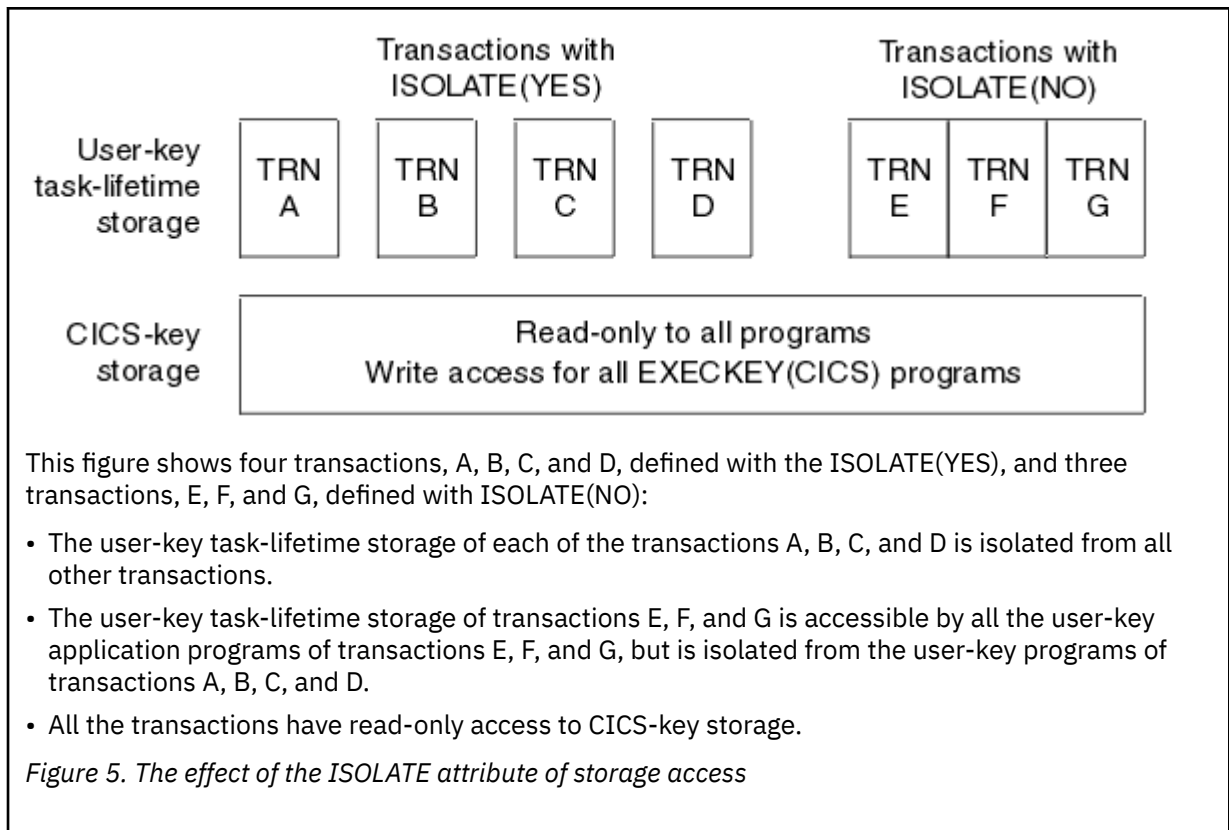 Transactions with
ISOLATE(YES)
Transactions with
ISOLATE(NO)
User-key
task-lifetime
storage
TRN
A
TRN
B
TRN
C
TRN
D
TRN
E
TRN
F
TRN
G
CICS-key
storage
Read-only to all programs
Write access for all EXECKEY(CICS) programs
This figure shows four transactions, A, B, C, and D, defined with the ISOLATE(YES), and three
transactions, E, F, and G, defined with ISOLATE(NO):
• The user-key task-lifetime storage of each of the transactions A, B, C, and D is isolated from all
other transactions.
• The user-key task-lifetime storage of transactions E, F, and G is accessible by all the user-key
application programs of transactions E, F, and G, but is isolated from the user-key programs of
transactions A, B, C, and D.
• All the transactions have read-only access to CICS-key storage.
Figure 5. The effect of the ISOLATE attribute of storage access